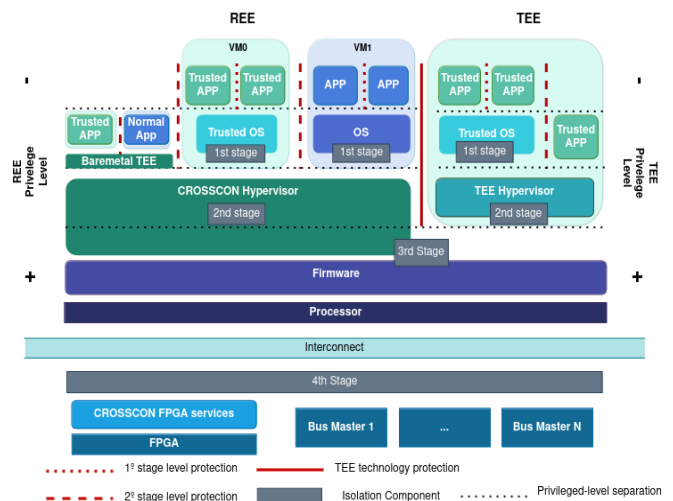 REE
TEE
VM0
VM1
-
-
Trusted
APP
Trusted
APP
APP
APP
Trusted
APP
Trusted
APP
Trusted
APP
Normal
App
Trusted OS
OS
Trusted OS
Trusted
APP
1st stage
1st stage
1st stage
Baremetal TEE
REE
Privelege
Level
TEE
Privelege
Level
CROSSCON Hypervisor
TEE Hypervisor
2nd stage
2nd stage
3rd Stage
+
+
Firmware
Processor
Interconnect
4th Stage
CROSSCON FPGA services
FPGA
Bus Master 1
...
Bus Master N
1º stage level protection
TEE technology protection
2º stage level protection
Isolation Component
Privileged-level separation